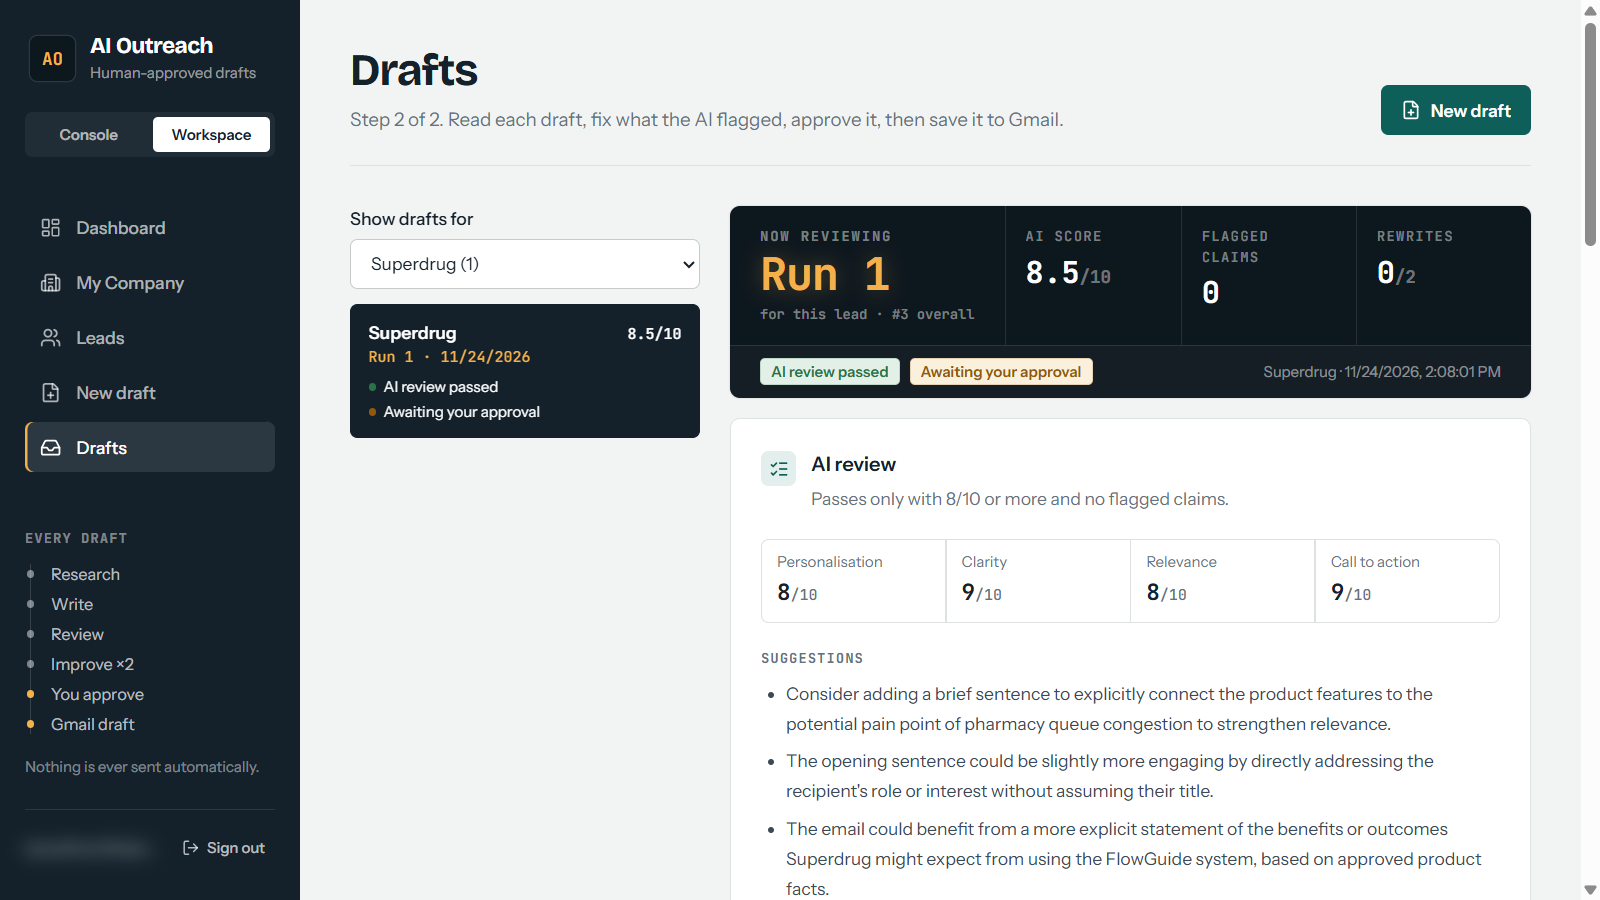 AO
AI Outreach
Human-approved drafts
Console
Workspace
Dashboard
My Company
Leads
New draft
Drafts
EVERY DRAFT
Research
Write
Review
Improve ×2
You approve
Gmail draft
Nothing is ever sent automatically.
Sign out
Drafts
Step 2 of 2. Read each draft, fix what the AI flagged, approve it, then save it to Gmail.
New draft
Show drafts for
Superdrug (1)
Superdrug
8.5/10
Run 1 · 11/24/2026
AI review passed
Awaiting your approval
NOW REVIEWING
Run 1
for this lead · #3 overall
AI SCORE
8.5/10
FLAGGED
CLAIMS
0
REWRITES
0/2
AI review passed
Awaiting your approval
Superdrug · 11/24/2026, 2:08:01 PM
AI review
Passes only with 8/10 or more and no flagged claims.
Personalisation
8/10
Clarity
9/10
Relevance
8/10
Call to action
9/10
SUGGESTIONS
Consider adding a brief sentence to explicitly connect the product features to the
potential pain point of pharmacy queue congestion to strengthen relevance.
The opening sentence could be slightly more engaging by directly addressing the
recipient's role or interest without assuming their title.
The email could benefit from a more explicit statement of the benefits or outcomes
Superdrug might expect from using the FlowGuide system, based on approved product
facts.